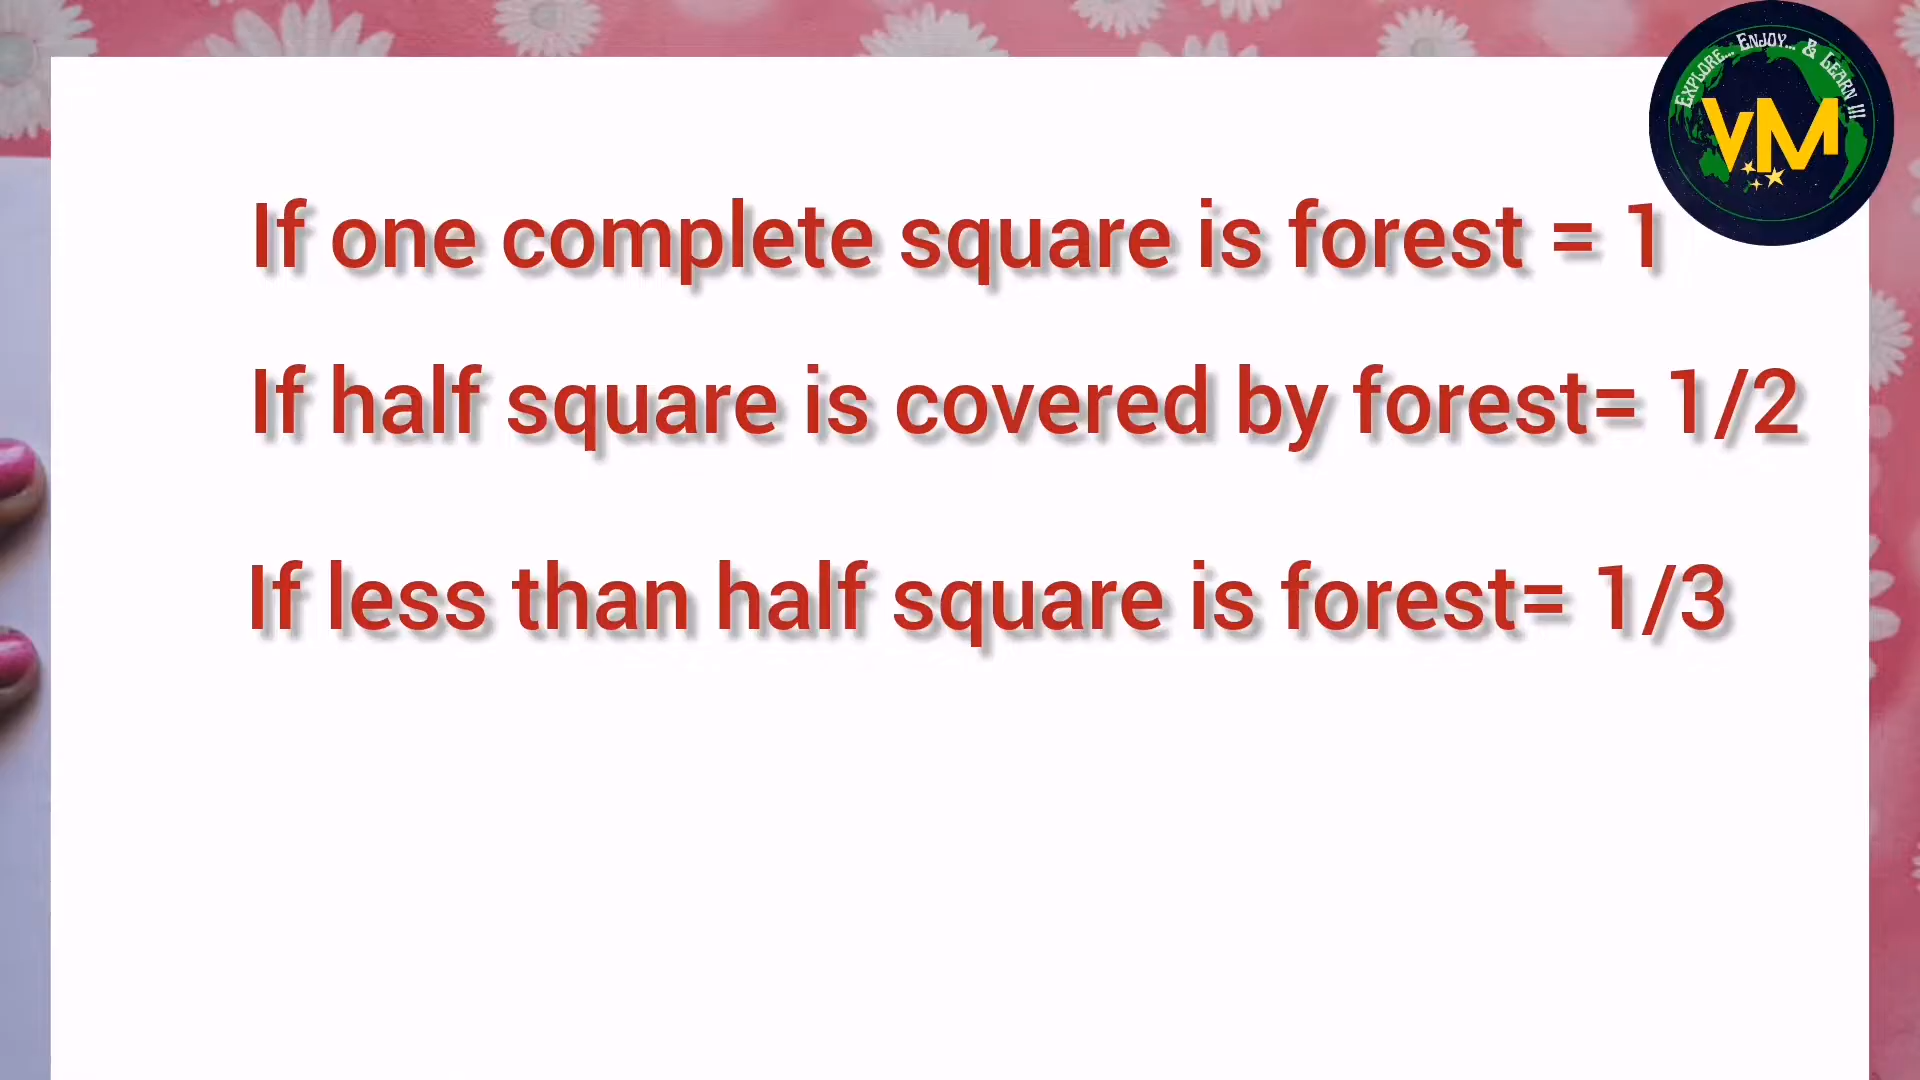 EXPLORE... ENJOY... & LEARN !!!
VM
If one complete square is forest = 1
If half square is covered by forest= 1/2
If less than half square is forest= 1/3